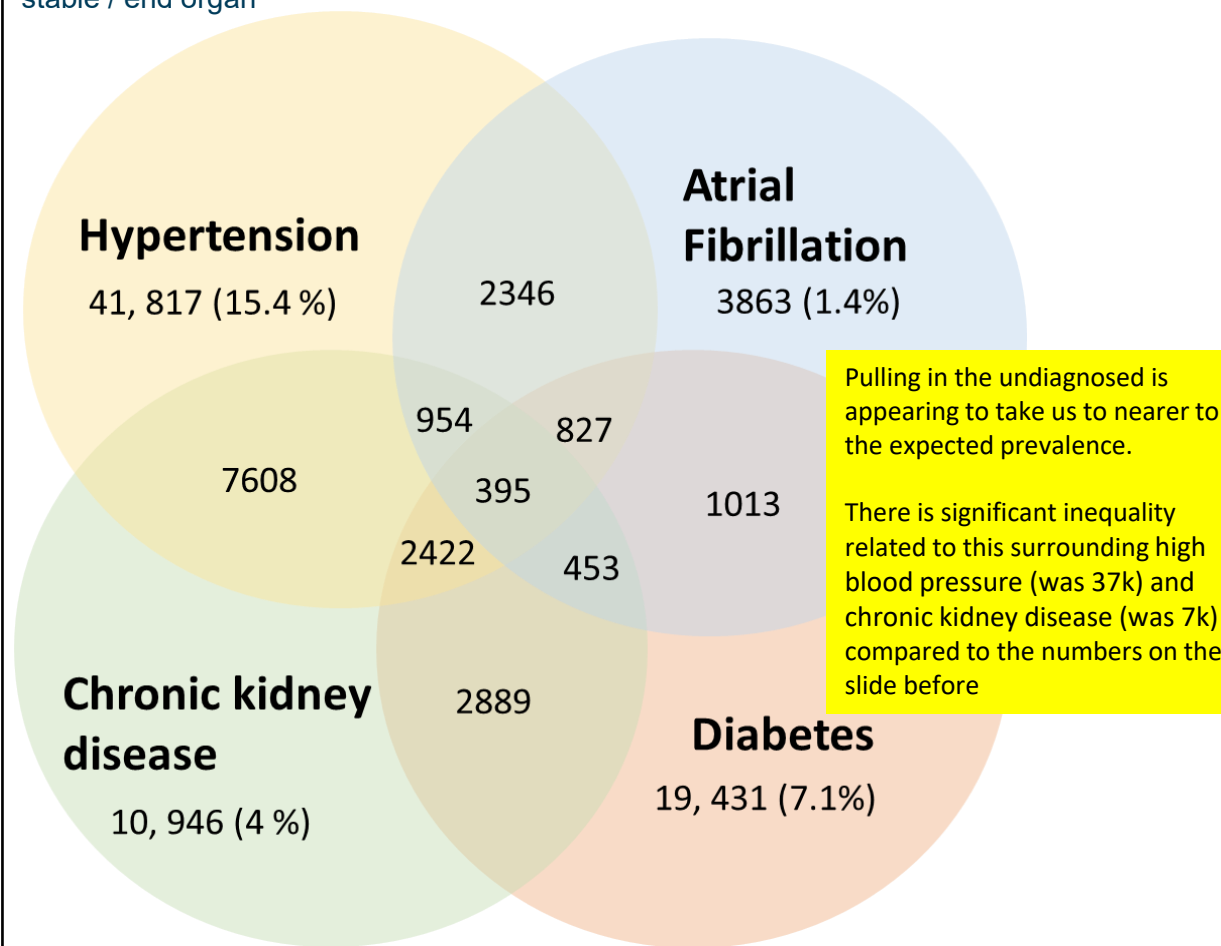 stable / end organ
Hypertension
41, 817 (15.4 %)
Atrial
Fibrillation
3863 (1.4%)
2346
954
827
7608
395
1013
2422
453
Pulling in the undiagnosed is
appearing to take us to nearer to
the expected prevalence.
There is significant inequality
related to this surrounding high
blood pressure (was 37k) and
chronic kidney disease (was 7k)
compared to the numbers on the
slide before
Chronic kidney
disease
10, 946 (4 %)
2889
Diabetes
19, 431 (7.1%)